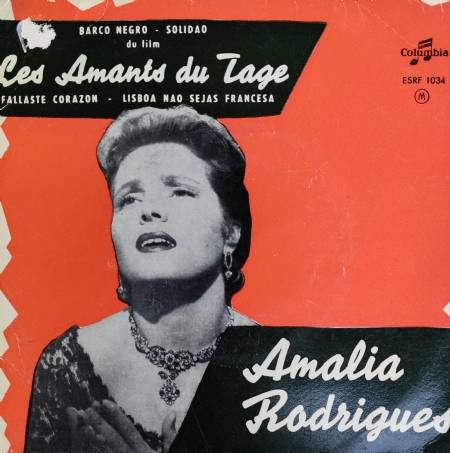 BARCO NEGRO - SOLIDAO
du film
Les Amants du Tage
FALLASTE CORAZON - LISBOA NAO SEJAS FRANCESA
Columbia
ESRF 1034
M
Amalia
Rodrigues